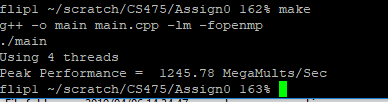 flip1 ~/scratch/CS475/Assign0 162% make
g++ -o main main.cpp -lm -fopenmp
./main
Using 4 threads
Peak Performance =  1245.78 MegaMults/Sec
flip1 ~/scratch/CS475/Assign0 163%